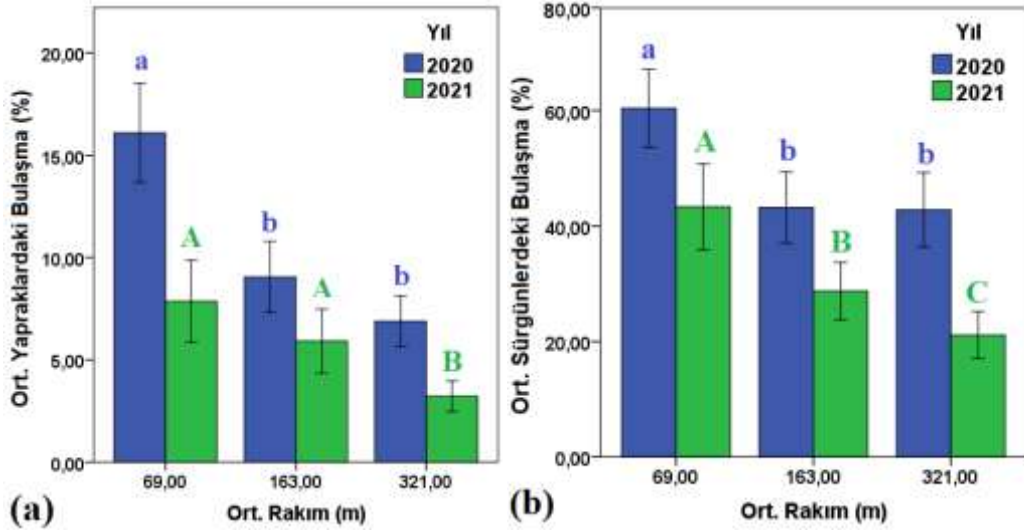 Yıl
2020
2021
Ort. Yapraklardaki Bulaşma (%)
20,00
15,00
10,00
5,00
0,00
a
A
b
A
b
B
69,00 163,00 321,00
Ort. Rakım (m)
(a)
Yıl
2020
2021
Ort. Sürgünlerdeki Bulaşma (%)
80,00
60,00
40,00
20,00
0,00
a
A
b
B
b
C
69,00 163,00 321,00
Ort. Rakım (m)
(b)